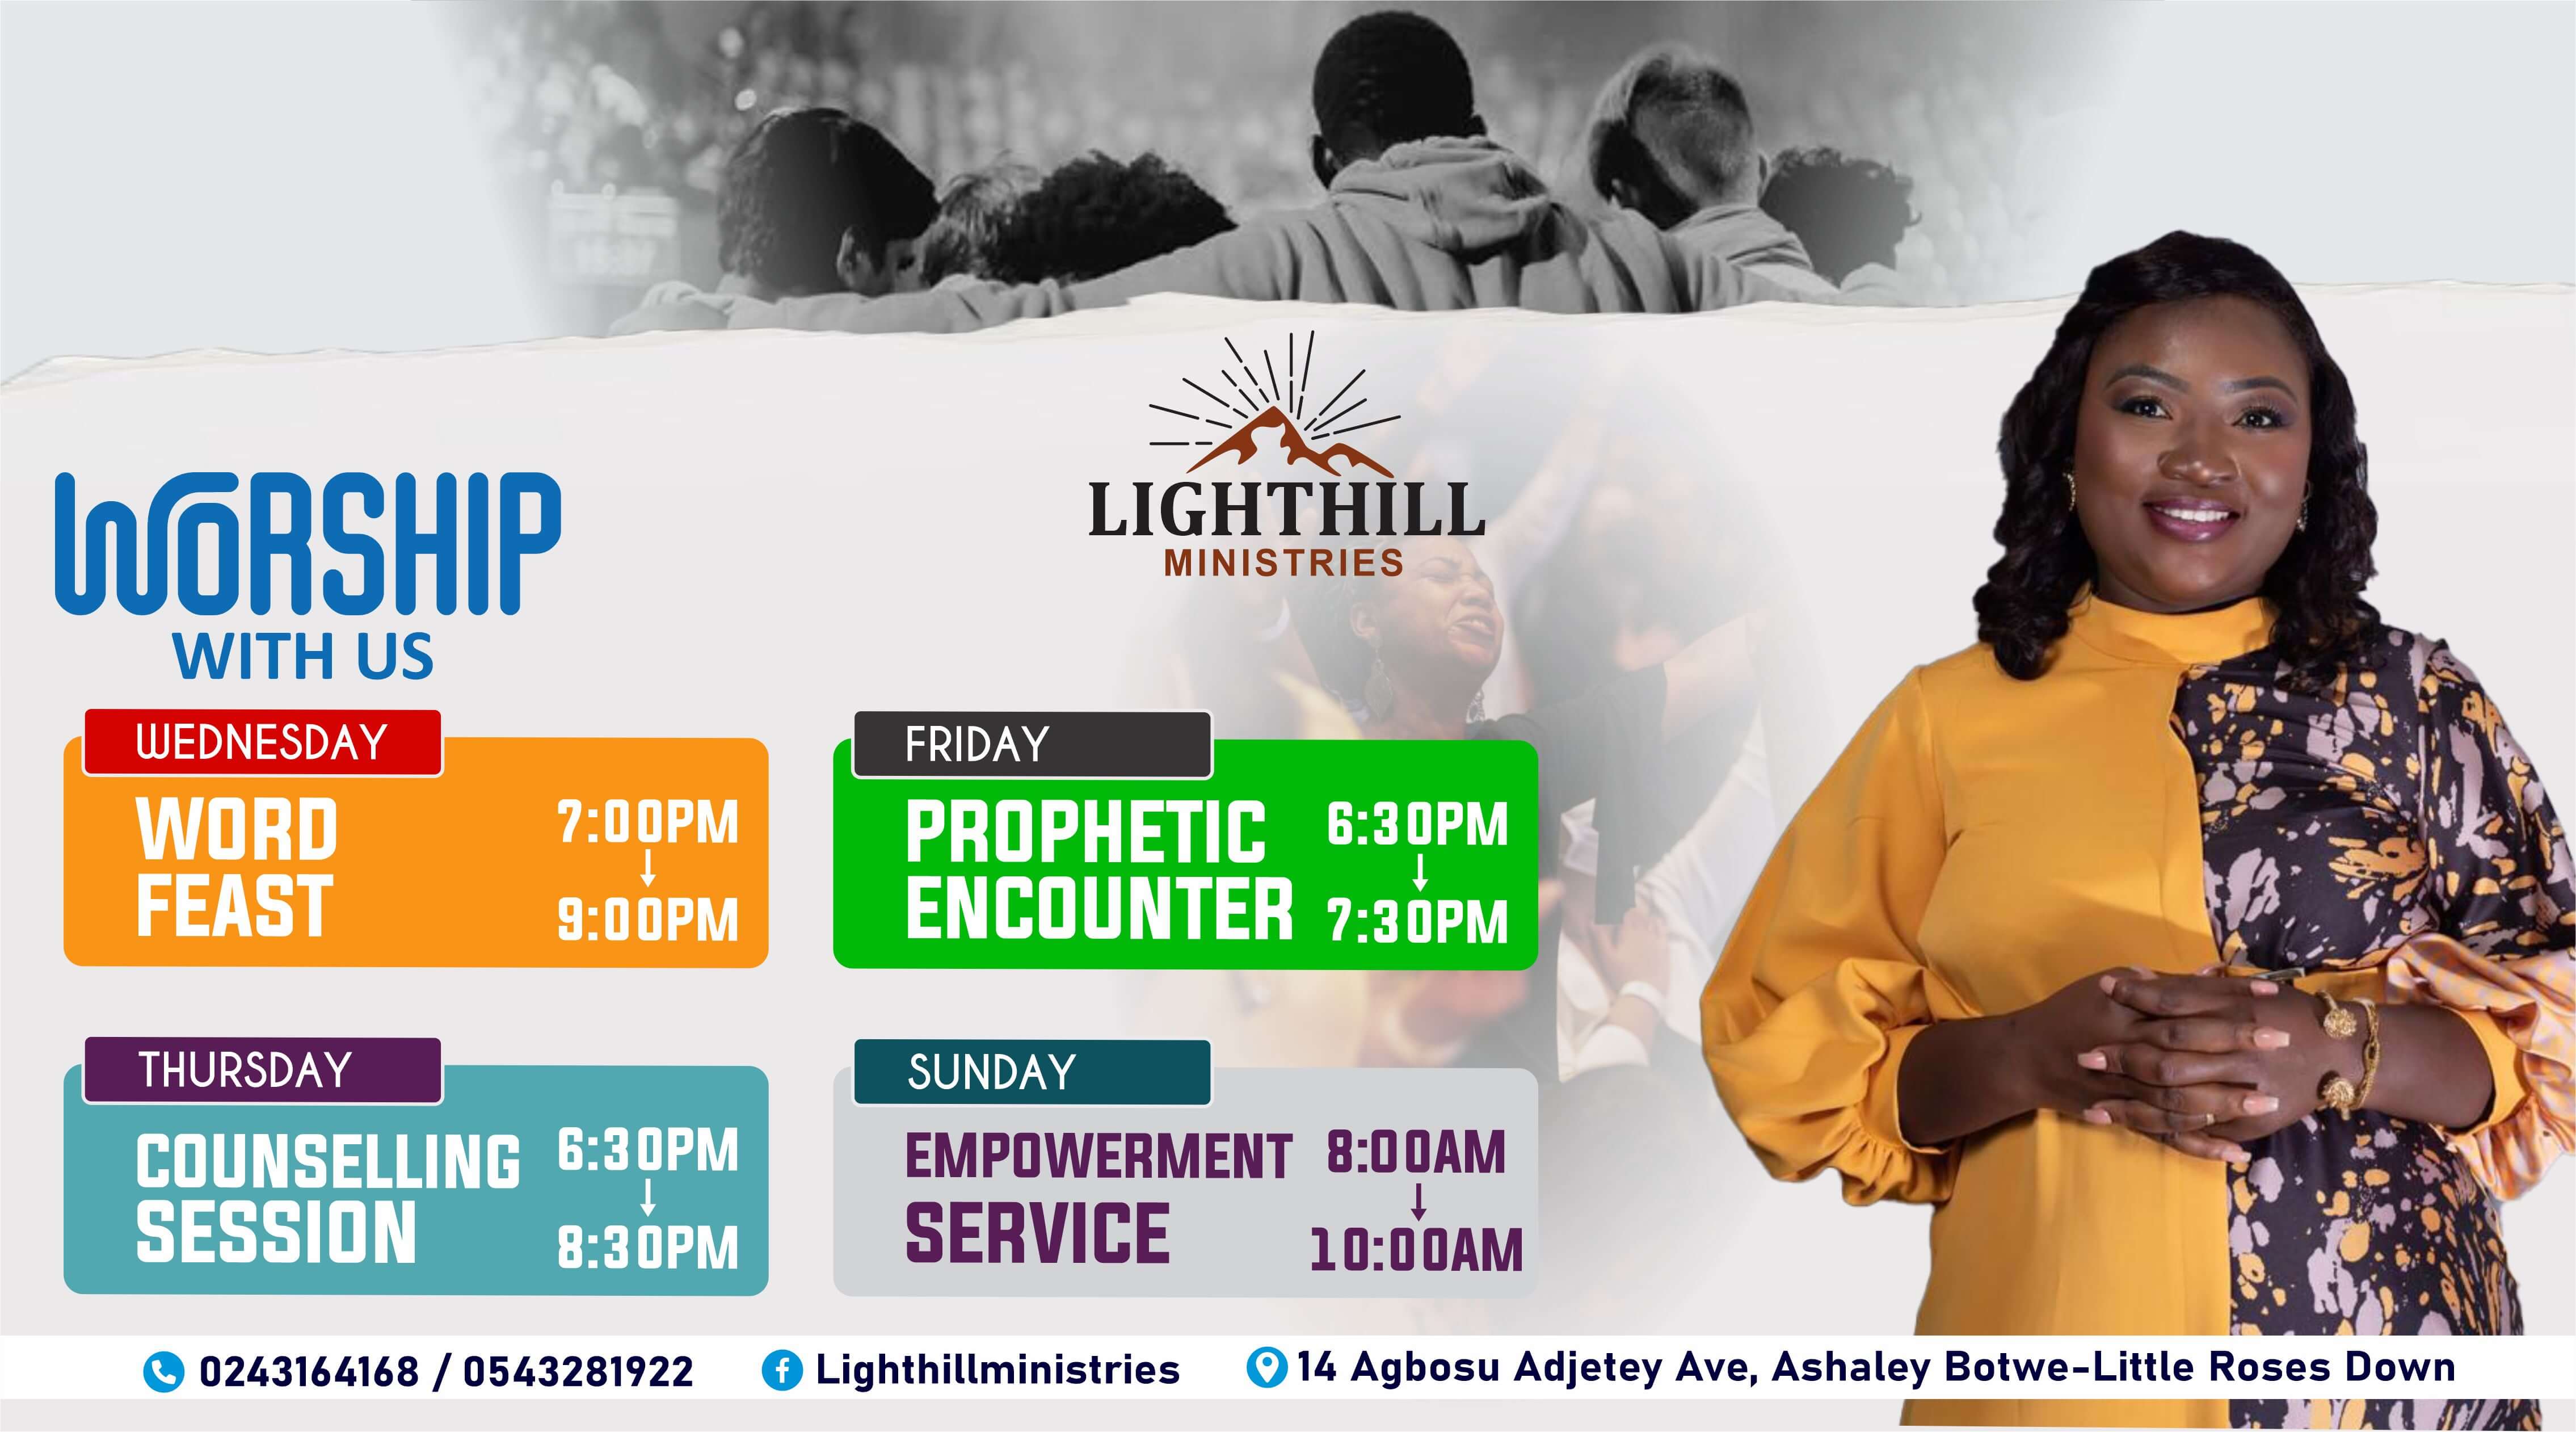 LIGHTHILL
MINISTRIES
WORSHIP
WITH US
WEDNESDAY
WORD
FEAST
7:00PM
9:00PM
FRIDAY
PROPHETIC
ENCOUNTER
6:30PM
7:30PM
THURSDAY
COUNSELLING
SESSION
6:30PM
8:30PM
SUNDAY
EMPOWERMENT
SERVICE
8:00AM
10:00AM
0243164168 / 0543281922
Lighthillministries
14 Agbosu Adjetey Ave, Ashaley Botwe-Little Roses Down